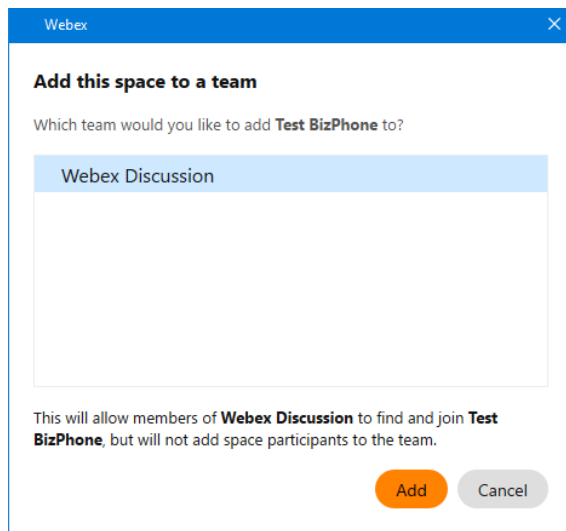 Webex
Add this space to a team
Which team would you like to add Test BizPhone to?
Webex Discussion
This will allow members of Webex Discussion to find and join Test
BizPhone, but will not add space participants to the team.
Add
Cancel